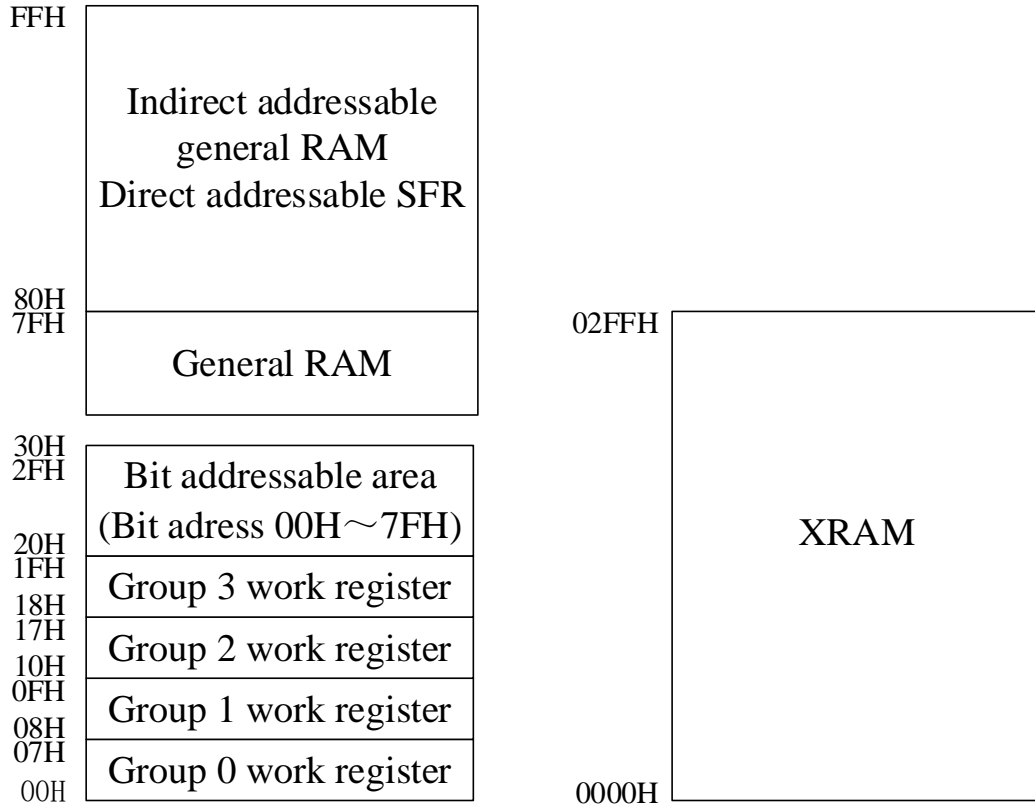 FFH
Indirect addressable
general RAM
Direct addressable SFR
80H
7FH
General RAM
30H
2FH
Bit addressable area
(Bit adress 00H～7FH)
20H
1FH
Group 3 work register
18H
17H
Group 2 work register
10H
0FH
Group 1 work register
08H
07H
Group 0 work register
00H
02FFH
XRAM
0000H